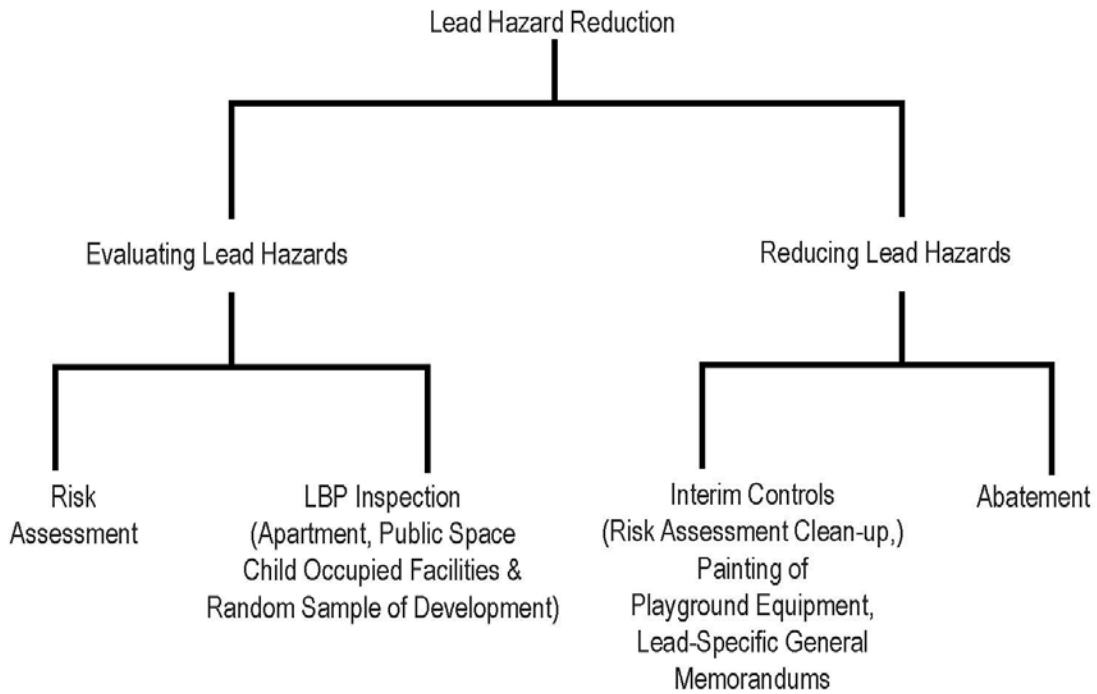 Lead Hazard Reduction
Evaluating Lead Hazards
Reducing Lead Hazards
Risk
Assessment
LBP Inspection
(Apartment, Public Space
Child Occupied Facilities &
Random Sample of Development)
Interim Controls
(Risk Assessment Clean-up,)
Painting of
Playground Equipment,
Lead-Specific General
Memorandums
Abatement